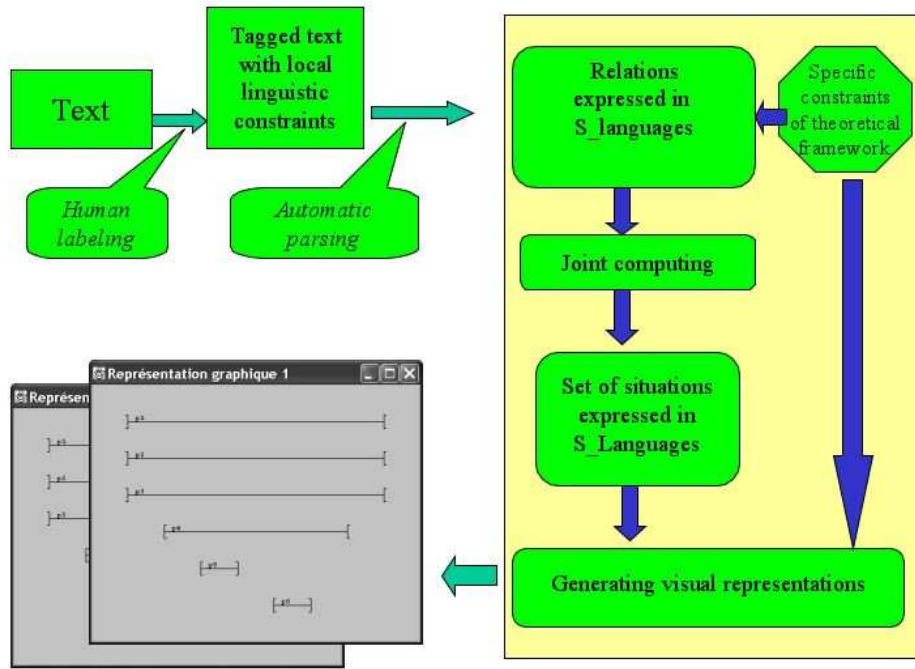 Text
Tagged text
with local
linguistic
constraints
Human
labeling
Automatic
parsing
Relations
expressed in
S_languages
Specific
constraints
of theoretical
framework
Joint computing
Set of situations
expressed in
S_Languages
Generating visual representations
Représentation graphique 1
Représen